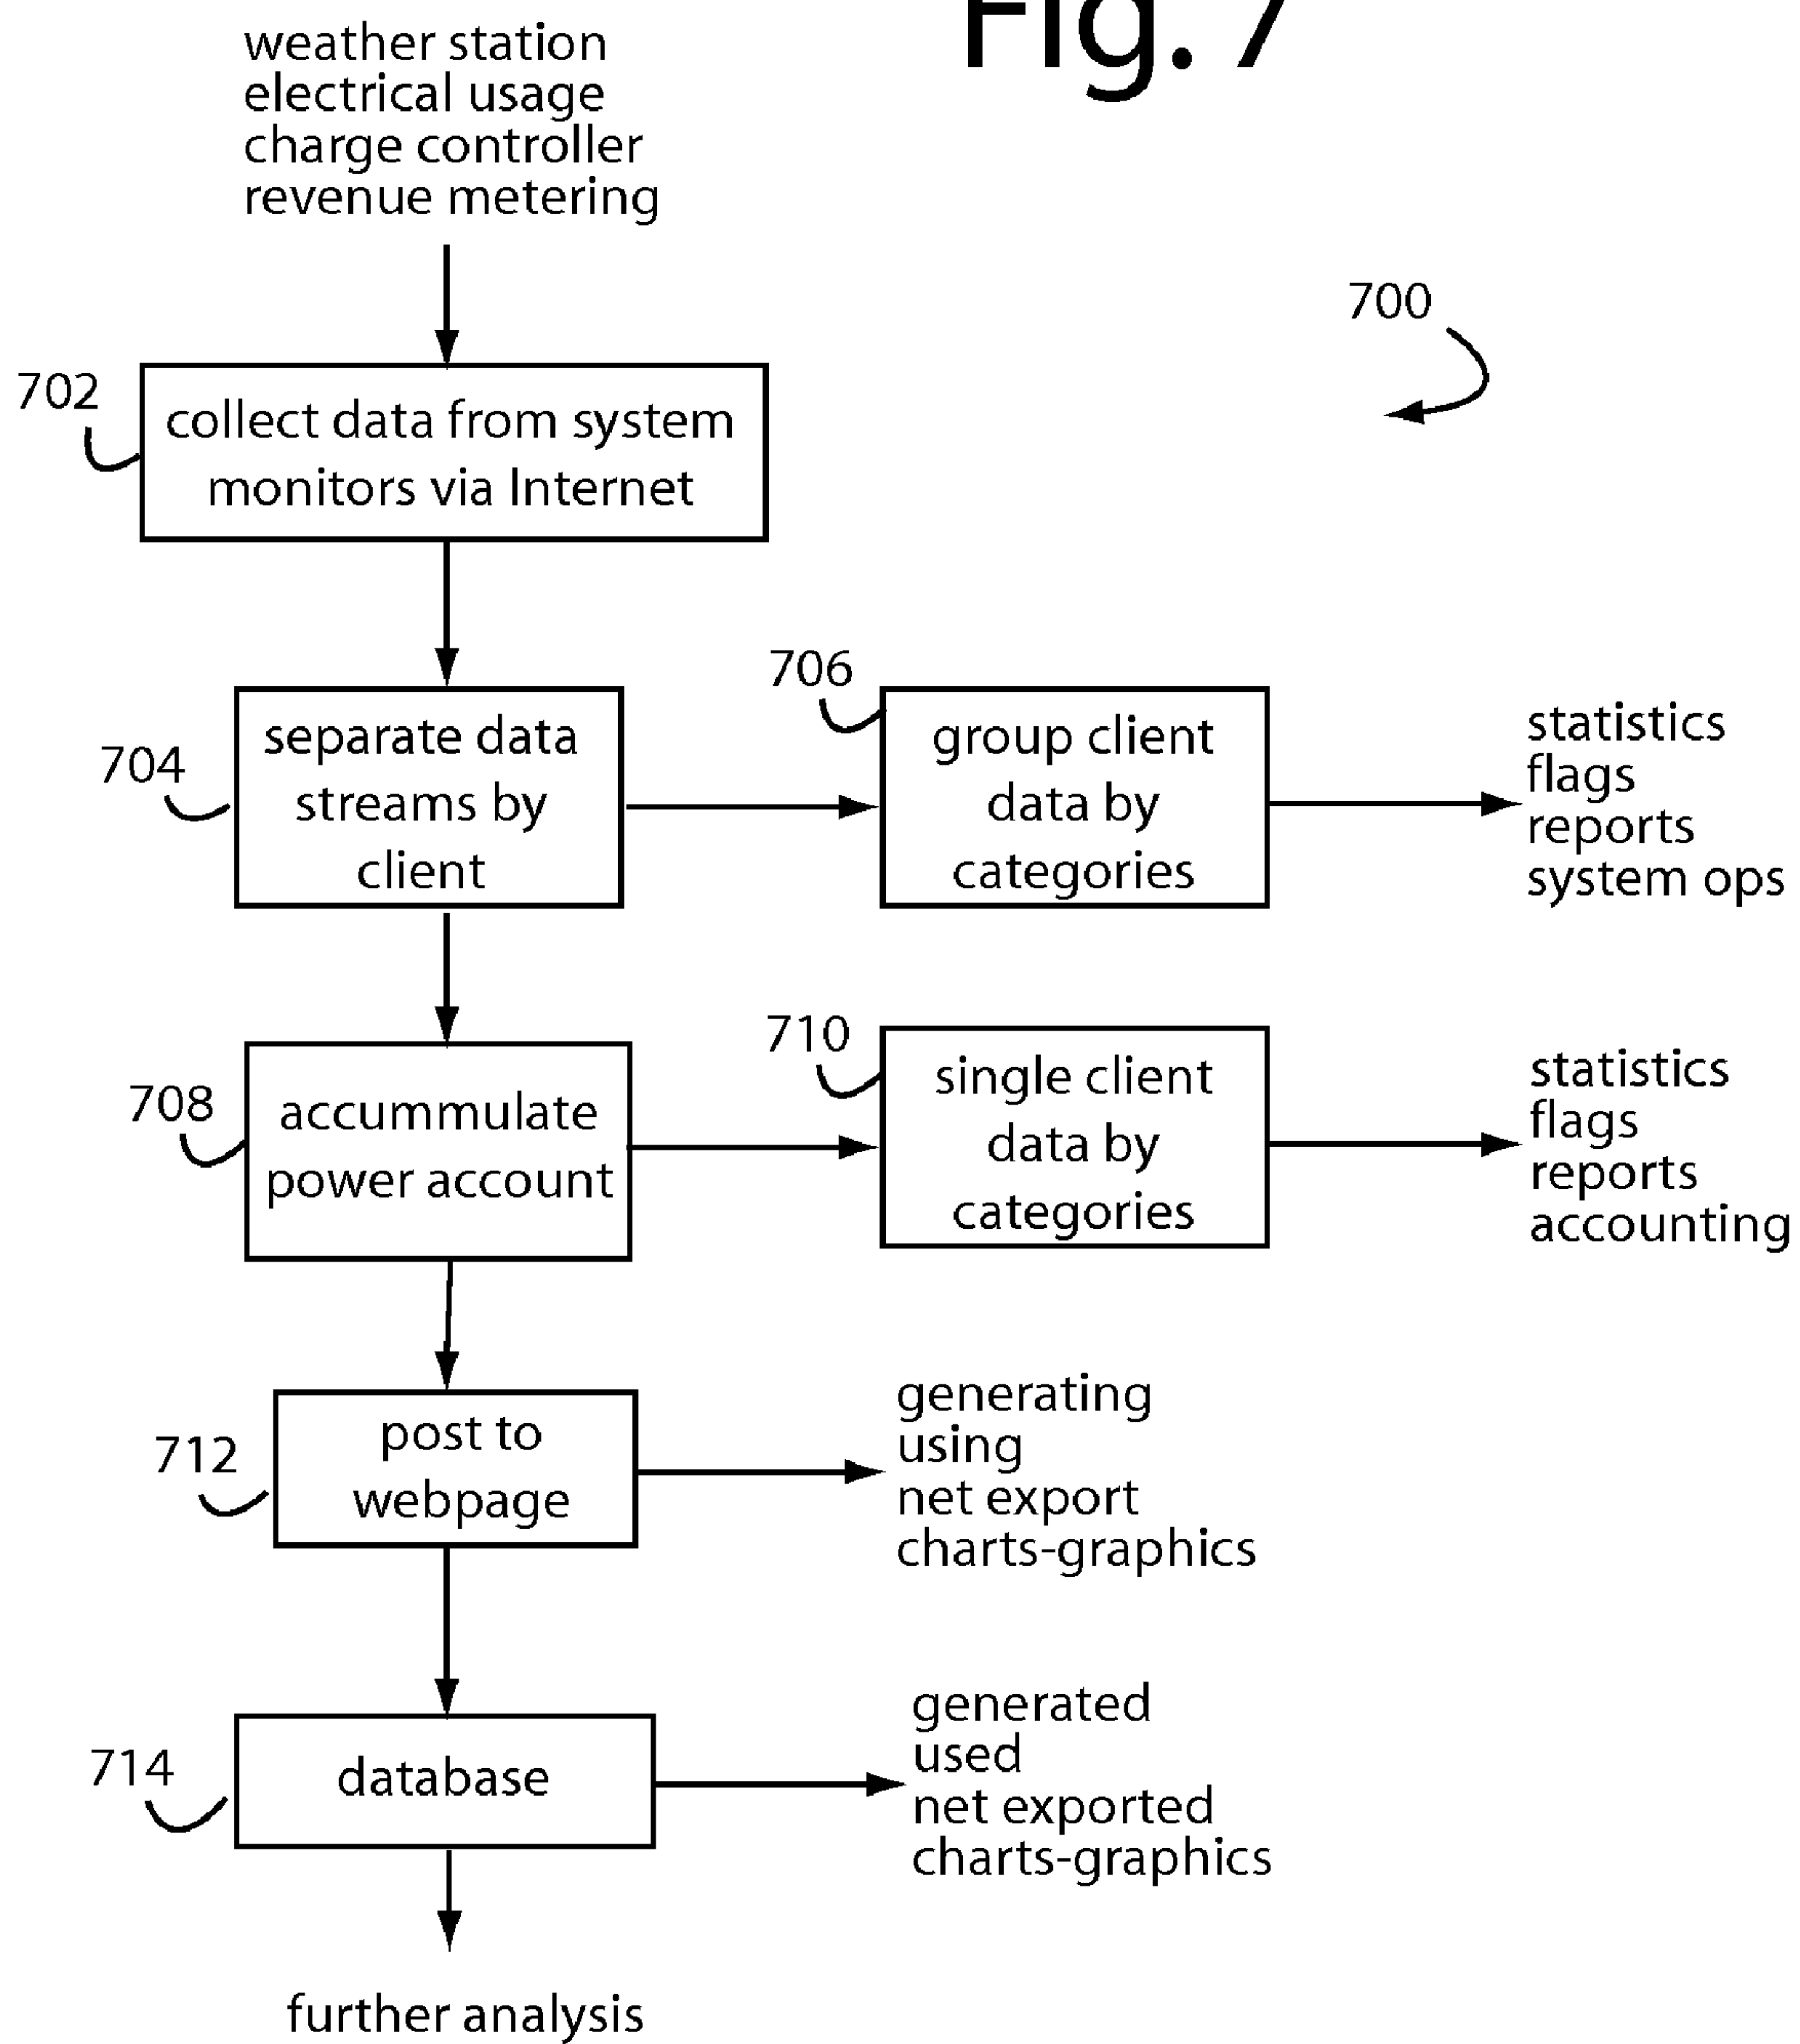 Fig. 7
weather station
electrical usage
charge controller
revenue metering
700
702
collect data from system
monitors via Internet
704
separate data
streams by
client
706
group client
data by
categories
statistics
flags
reports
system ops
708
accummulate
power account
710
single client
data by
categories
statistics
flags
reports
accounting
712
post to
webpage
generating
using
net export
charts-graphics
714
database
generated
used
net exported
charts-graphics
further analysis